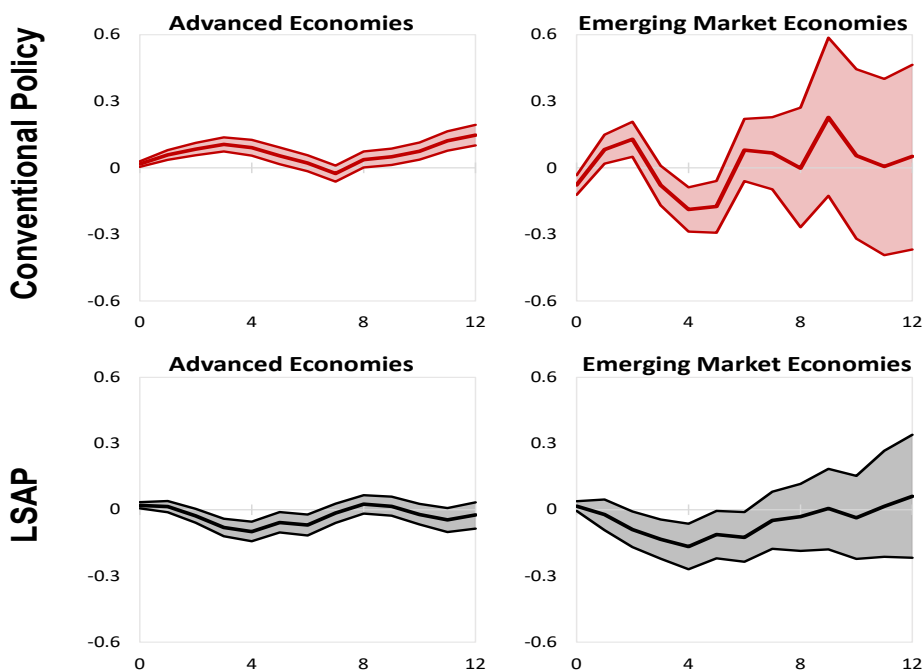 Conventional Policy
Advanced Economies
0.6
0.3
0
-0.3
-0.6
0 4 8 12
Emerging Market Economies
0.6
0.3
0
-0.3
-0.6
0 4 8 12
LSAP
Advanced Economies
0.6
0.3
0
-0.3
-0.6
0 4 8 12
Emerging Market Economies
0.6
0.3
0
-0.3
-0.6
0 4 8 12